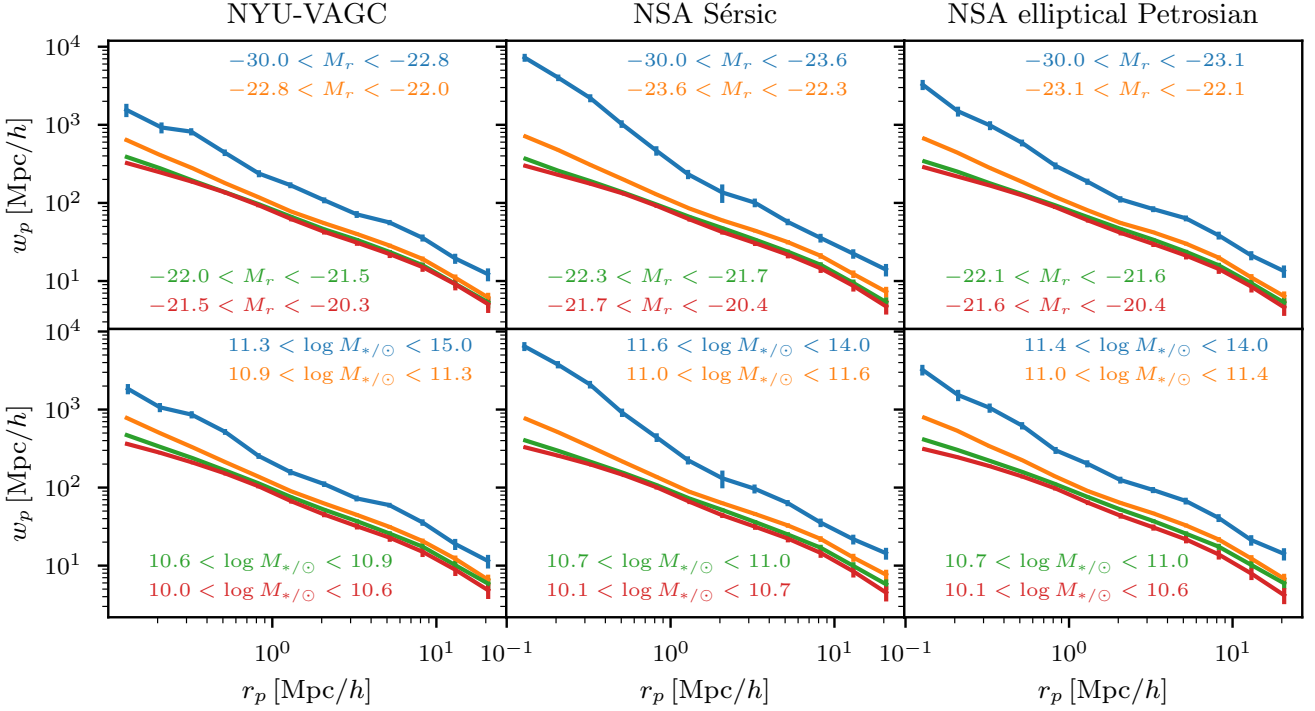 NYU-VAGC NSA Sérsic NSA elliptical Petrosian
10^4
10^3
10^2
10^1
w_p [Mpc/h]
−30.0 < M_r < −22.8
−22.8 < M_r < −22.0
−22.0 < M_r < −21.5
−21.5 < M_r < −20.3
−30.0 < M_r < −23.6
−23.6 < M_r < −22.3
−22.3 < M_r < −21.7
−21.7 < M_r < −20.4
−30.0 < M_r < −23.1
−23.1 < M_r < −22.1
−22.1 < M_r < −21.6
−21.6 < M_r < −20.4
10^4
10^3
10^2
10^1
w_p [Mpc/h]
11.3 < log M_{*/⊙} < 15.0
10.9 < log M_{*/⊙} < 11.3
10.6 < log M_{*/⊙} < 10.9
10.0 < log M_{*/⊙} < 10.6
11.6 < log M_{*/⊙} < 14.0
11.0 < log M_{*/⊙} < 11.6
10.7 < log M_{*/⊙} < 11.0
10.1 < log M_{*/⊙} < 10.7
11.4 < log M_{*/⊙} < 14.0
11.0 < log M_{*/⊙} < 11.4
10.7 < log M_{*/⊙} < 11.0
10.1 < log M_{*/⊙} < 10.6
10^0 10^1 10^−1 10^0 10^1 10^−1 10^0 10^1
r_p [Mpc/h] r_p [Mpc/h] r_p [Mpc/h]